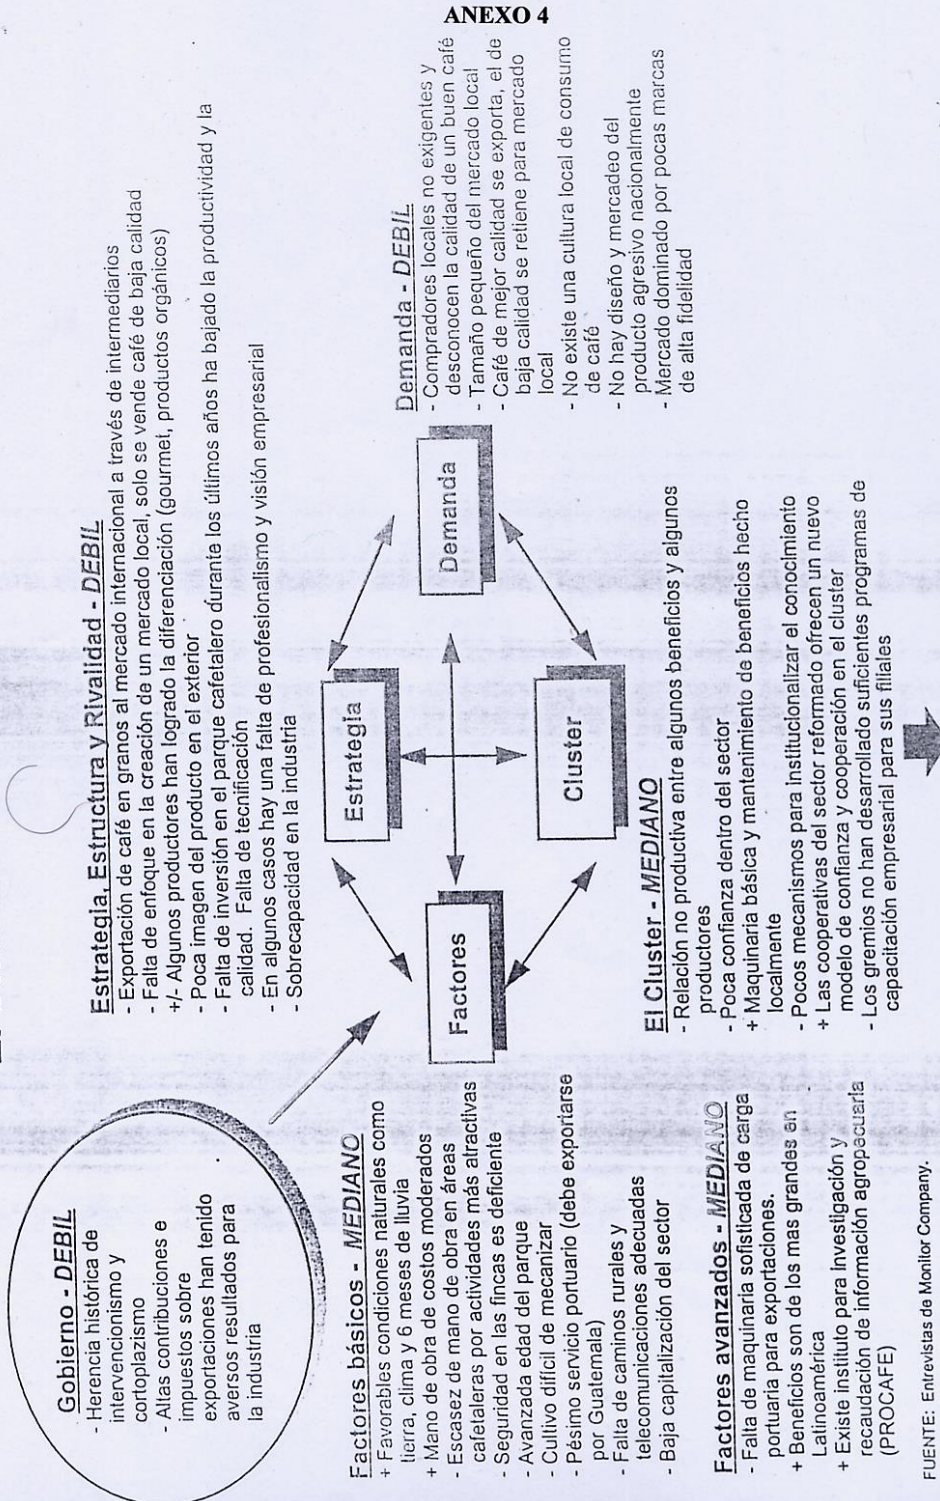 ANEXO 4
Gobierno - DEBIL
- Herencia histórica de
intervencionismo y
cortoplazismo
- Altas contribuciones e
impuestos sobre
exportaciones han tenido
aversos resultados para
la industria
Estrategia, Estructura y Rivalidad - DEBIL
- Exportación de café en granos al mercado internacional a través de intermediarios
- Falta de enfoque en la creación de un mercado local, solo se vende café de baja calidad
+/- Algunos productores han logrado la diferenciación (gourmet, productos orgánicos)
- Poca imagen del producto en el exterior
- Falta de inversión en el parque cafetalero durante los últimos años ha bajado la productividad y la
calidad. Falta de tecnificación
- En algunos casos hay una falta de profesionalismo y visión empresarial
- Sobrecapacidad en la industria
Factores básicos - MEDIANO
+ Favorables condiciones naturales como
tierra, clima y 6 meses de lluvia
+ Mano de obra de costos moderados
- Escasez de mano de obra en áreas
cafetaleras por actividades más atractivas
- Seguridad en las fincas es deficiente
- Avanzada edad del parque
- Cultivo difícil de mecanizar
- Pésimo servicio portuario (debe exportarse
por Guatemala)
- Falta de caminos rurales y
telecomunicaciones adecuadas
- Baja capitalización del sector
Factores avanzados - MEDIANO
- Falta de maquinaria sofisticada de carga
portuaria para exportaciones.
+ Beneficios son de los mas grandes en
Latinoamérica
+ Existe instituto para investigación y
recaudación de información agropecuaria
(PROCAFE)
Estrategia
Factores
Demanda
Cluster
Demanda - DEBIL
- Compradores locales no exigentes y
desconocen la calidad de un buen café
- Tamaño pequeño del mercado local
- Café de mejor calidad se exporta, el de
baja calidad se retiene para mercado
local
- No existe una cultura local de consumo
de café
- No hay diseño y mercadeo del
producto agresivo nacionalmente
- Mercado dominado por pocas marcas
de alta fidelidad
El Cluster - MEDIANO
- Relación no productiva entre algunos beneficios y algunos
productores
- Poca confianza dentro del sector
+ Maquinaria básica y mantenimiento de beneficios hecho
localmente
- Pocos mecanismos para institucionalizar el conocimiento
+ Las cooperativas del sector reformado ofrecen un nuevo
modelo de confianza y cooperación en el cluster
- Los gremios no han desarrollado suficientes programas de
capacitación empresarial para sus filiales
FUENTE: Entrevistas de Monitor Company.